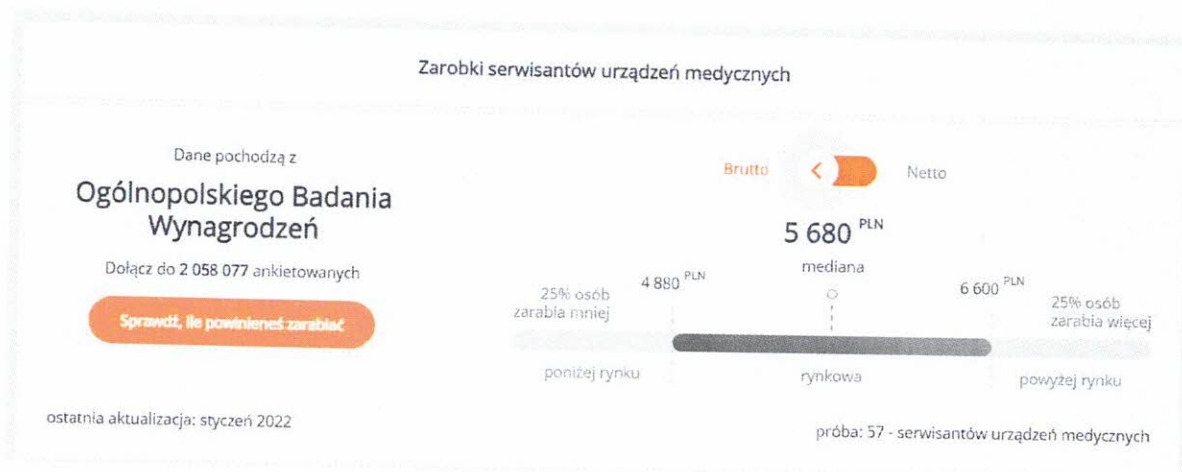 Zarobki serwisantów urządzeń medycznych
Dane pochodzą z
Ogólnopolskiego Badania
Wynagrodzeń
Dołącz do 2 058 077 ankietowanych
Sprawdź, ile powinieneś zarabiać
ostatnia aktualizacja: styczeń 2022
Brutto Netto
5 680 PLN
mediana
4 880 PLN
6 600 PLN
25% osób
zarabia mniej
25% osób
zarabia więcej
poniżej rynku
rynkowa
powyżej rynku
próba: 57 - serwisantów urządzeń medycznych